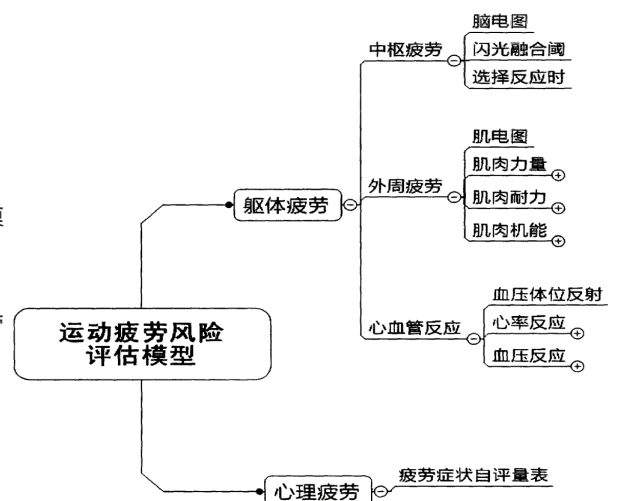 脑电图
中枢疲劳
闪光融合阈
选择反应时
肌电图
肌肉力量
外周疲劳
肌肉耐力
躯体疲劳
肌肉机能
血压体位反射
心率反应
心血管反应
血压反应
运动疲劳风险
评估模型
疲劳症状自评量表
心理疲劳